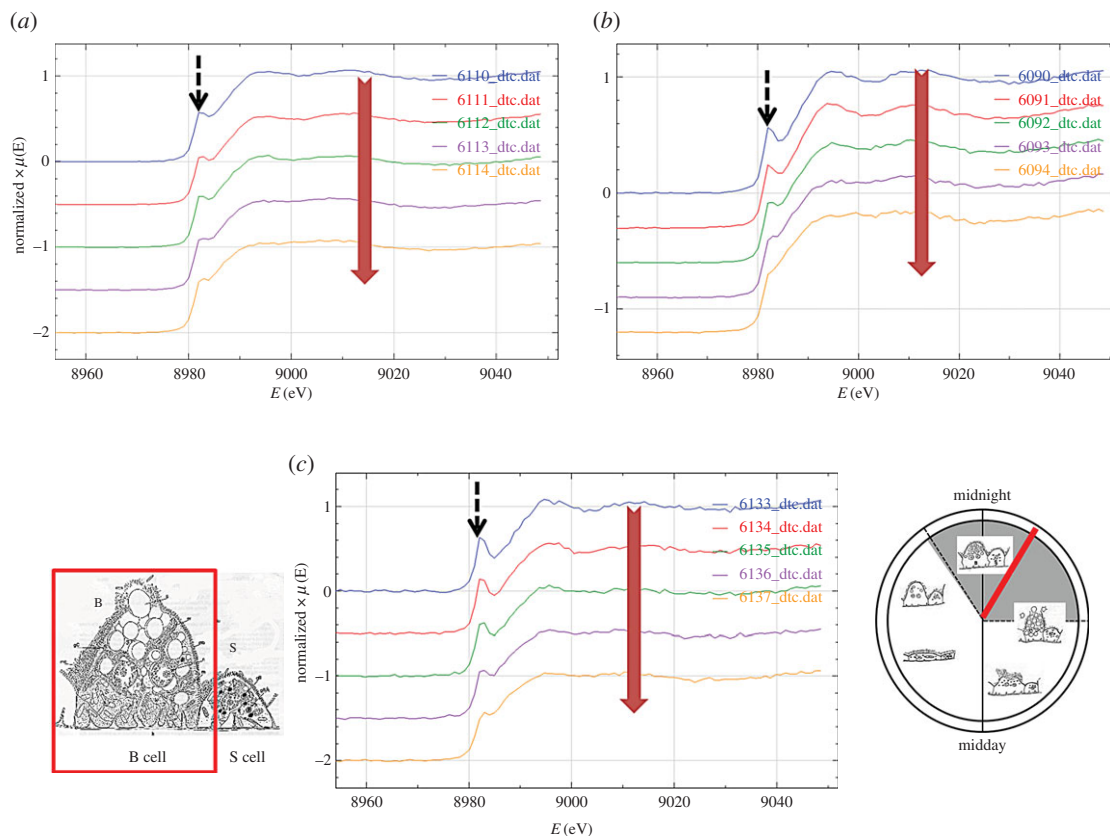 (a)
(b)
6110_dtc.dat
6111_dtc.dat
6112_dtc.dat
6113_dtc.dat
6114_dtc.dat
1
0
−1
−2
normalized × μ(E)
8960
8980
9000
9020
9040
E (eV)
6090_dtc.dat
6091_dtc.dat
6092_dtc.dat
6093_dtc.dat
6094_dtc.dat
1
0
−1
8960
8980
9000
9020
9040
E (eV)
(c)
6133_dtc.dat
6134_dtc.dat
6135_dtc.dat
6136_dtc.dat
6137_dtc.dat
1
0
−1
−2
normalized × μ (E)
8960
8980
9000
9020
9040
E (eV)
B
S
B cell
S cell
midnight
midday